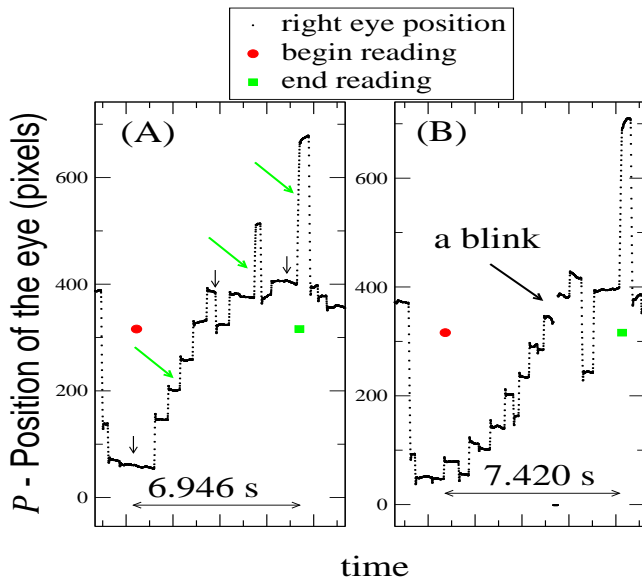 right eye position
begin reading
end reading
P - Position of the eye (pixels)
(A)
600
400
200
0
6.946 s
(B)
600
400
200
0
a blink
7.420 s
time